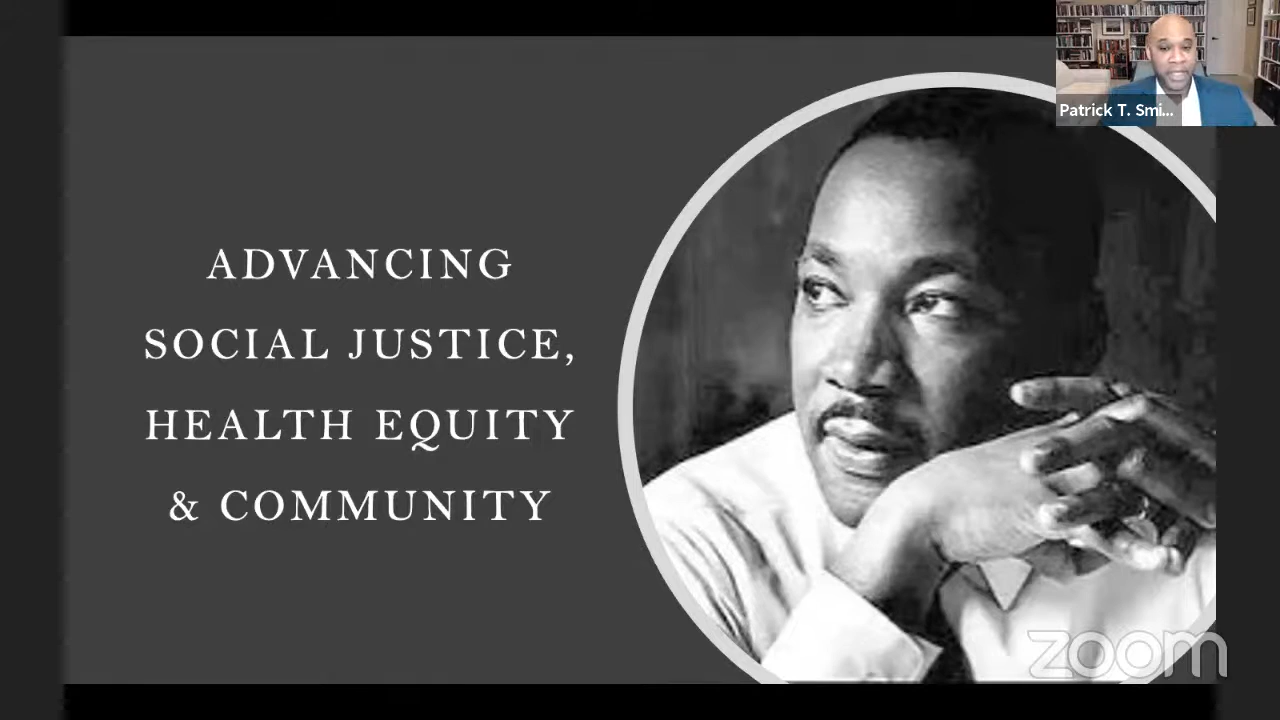 Patrick T. Smi...
ADVANCING
SOCIAL JUSTICE,
HEALTH EQUITY
& COMMUNITY
zoom